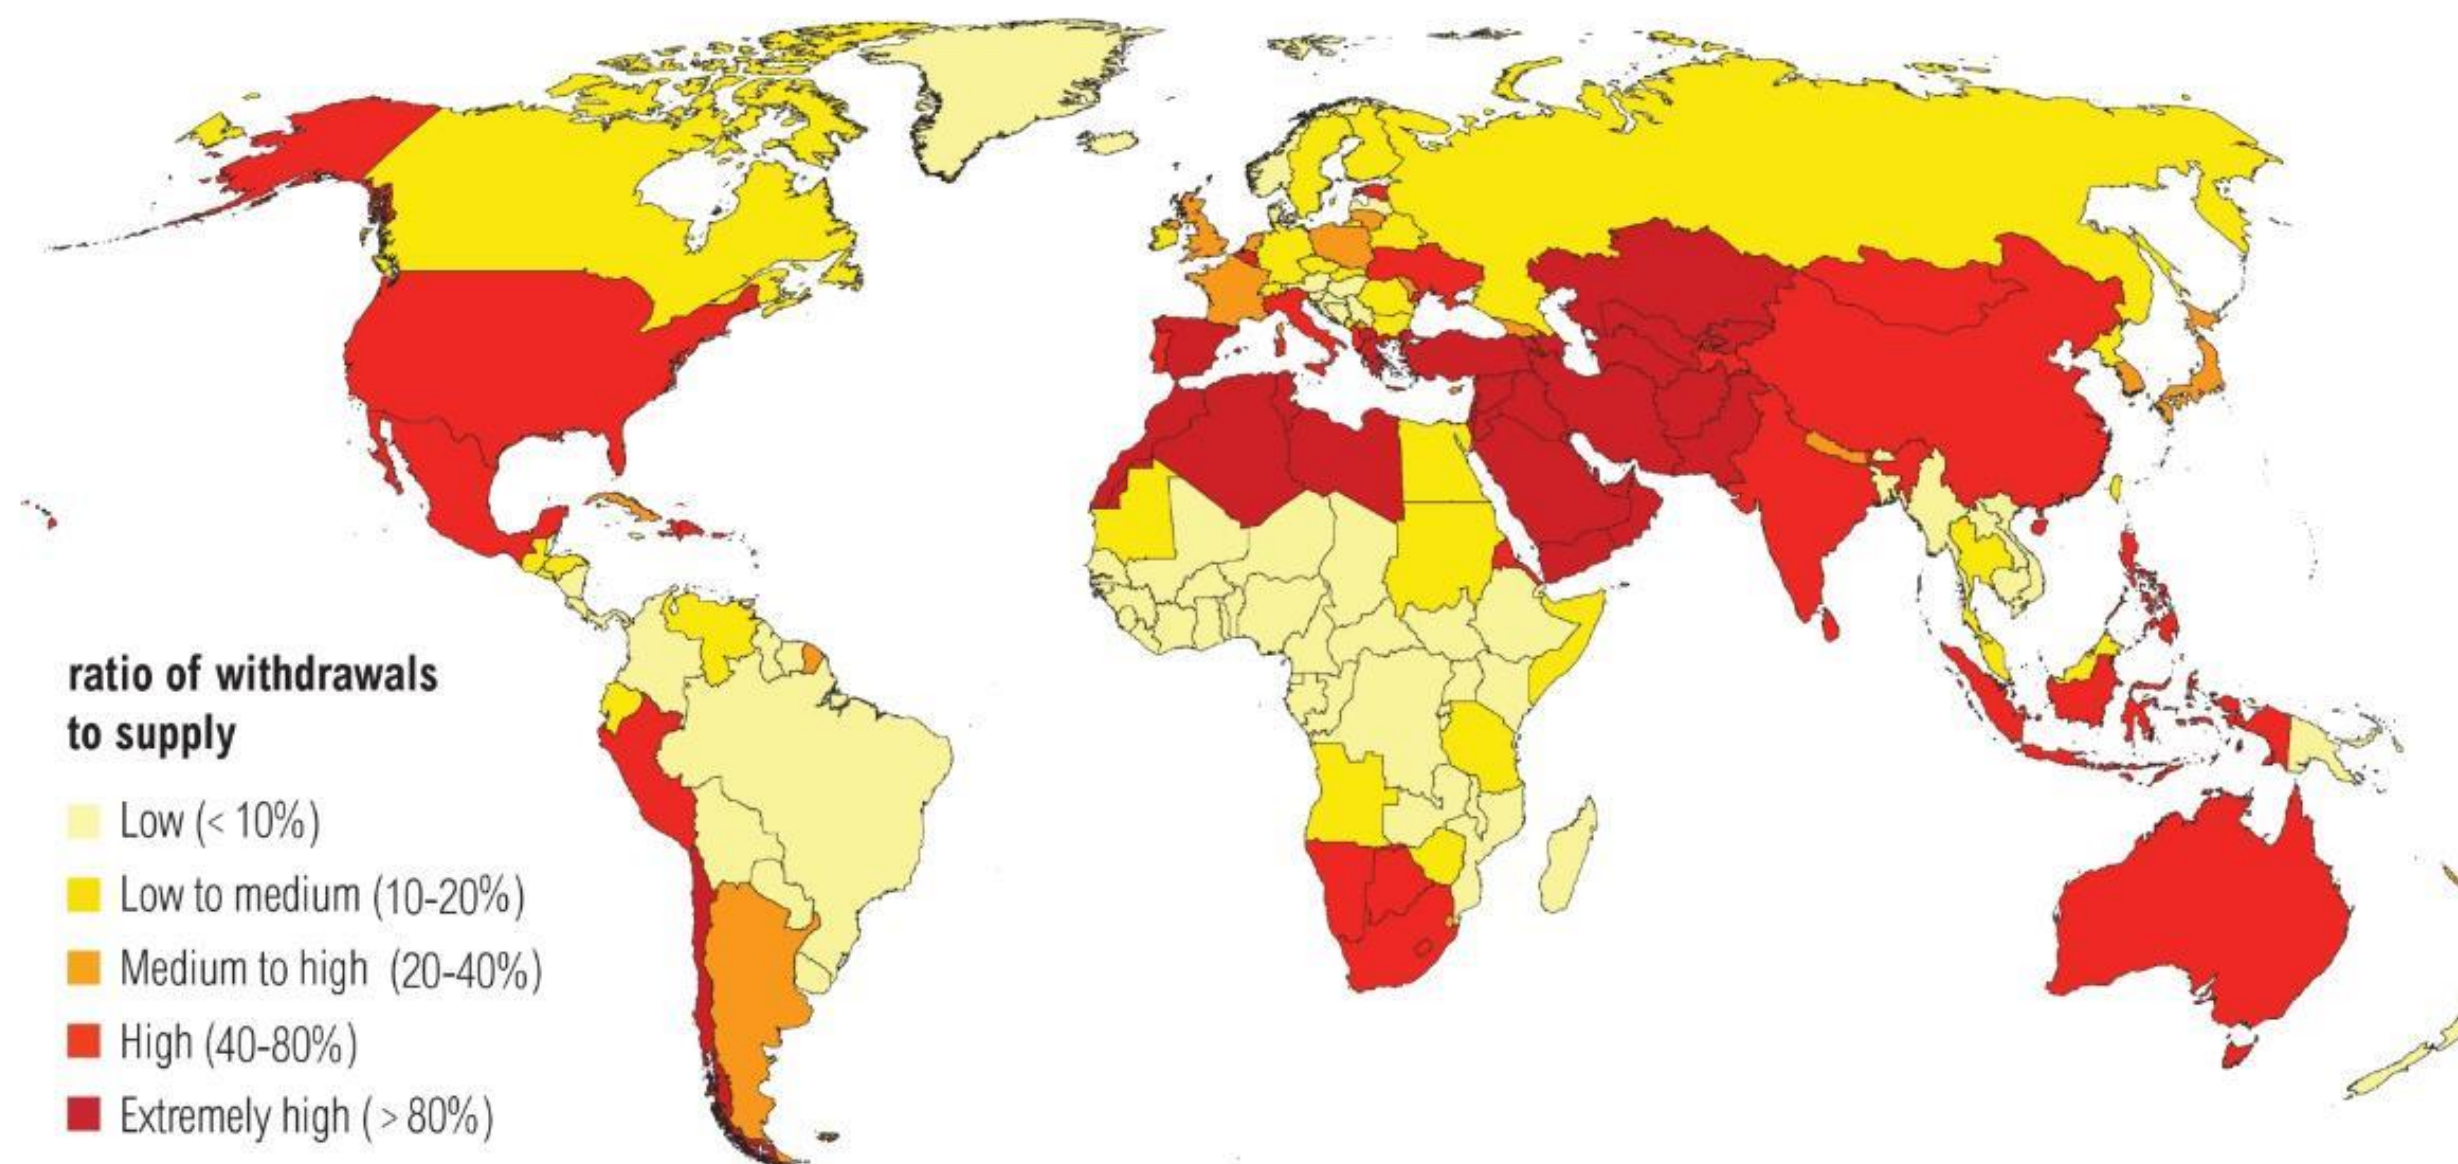 ratio of withdrawals
to supply
Low (< 10%)
Low to medium (10-20%)
Medium to high (20-40%)
High (40-80%)
Extremely high ( > 80%)